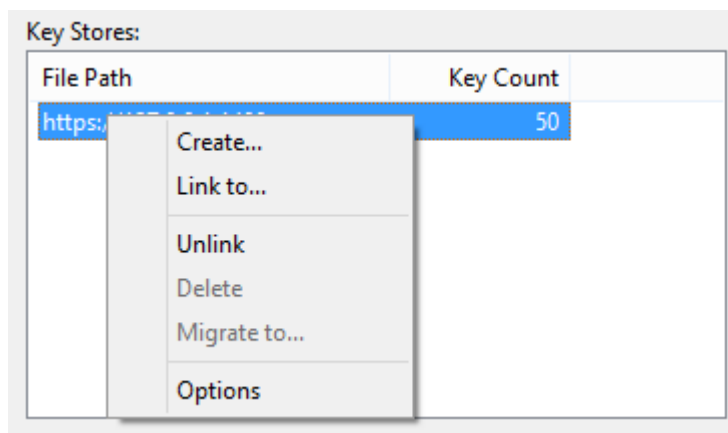 Key Stores:
File Path Key Count
https:/ 50
Create...
Link to...
Unlink
Delete
Migrate to...
Options